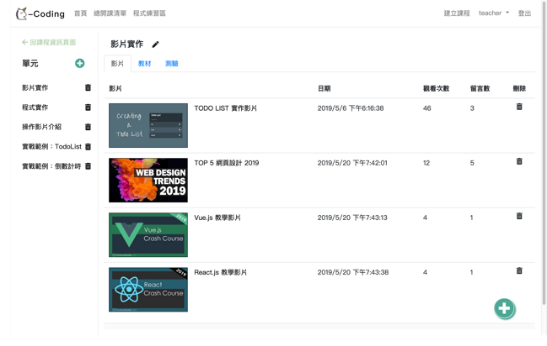 -Coding 首頁 總開課清單 程式練習區 建立課程 teacher 登出
回課程資訊頁面
單元
影片實作
程式實作
操作影片介紹
實戰範例：TodoList
實戰範例：倒數計時
影片實作
影片 教材 測驗
影片 日期 觀看次數 留言數 刪除
Creating
A
Todo List
TODO LIST 實作影片 2019/5/6 下午6:16:38 46 3
WEB DESIGN
TRENDS
2019
TOP 5 網頁設計 2019 2019/5/20 下午7:42:01 12 5
2019
Vue.js
Crash Course
Vue.js 教學影片 2019/5/20 下午7:43:13 4 1
2019
React
Crash Course
React.js 教學影片 2019/5/20 下午7:43:38 4 1